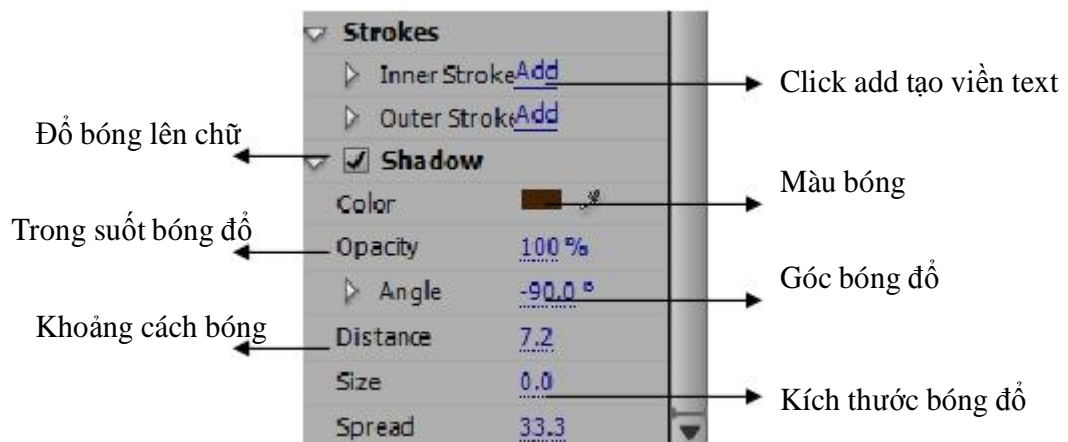 Strokes
Inner Stroke Add
Click add tạo viền text
Outer Strok Add
Đổ bóng lên chữ
Shadow
Màu bóng
Color
Trong suốt bóng đổ
Opacity 100 %
Góc bóng đổ
Angle -90.0 °
Khoảng cách bóng
Distance 7.2
Size 0.0
Kích thước bóng đổ
Spread 33.3